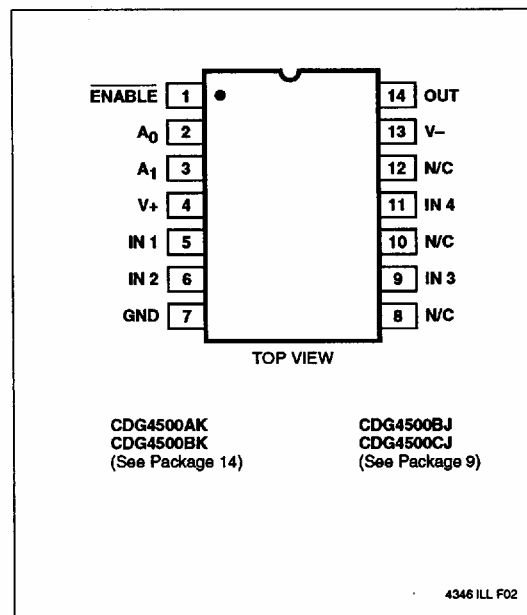 ENABLE 1 14 OUT
A0 2 13 V–
A1 3 12 N/C
V+ 4 11 IN 4
IN 1 5 10 N/C
IN 2 6 9 IN 3
GND 7 8 N/C
TOP VIEW
CDG4500AK CDG4500BJ
CDG4500BK CDG4500CJ
(See Package 14) (See Package 9)
4346 ILL F02